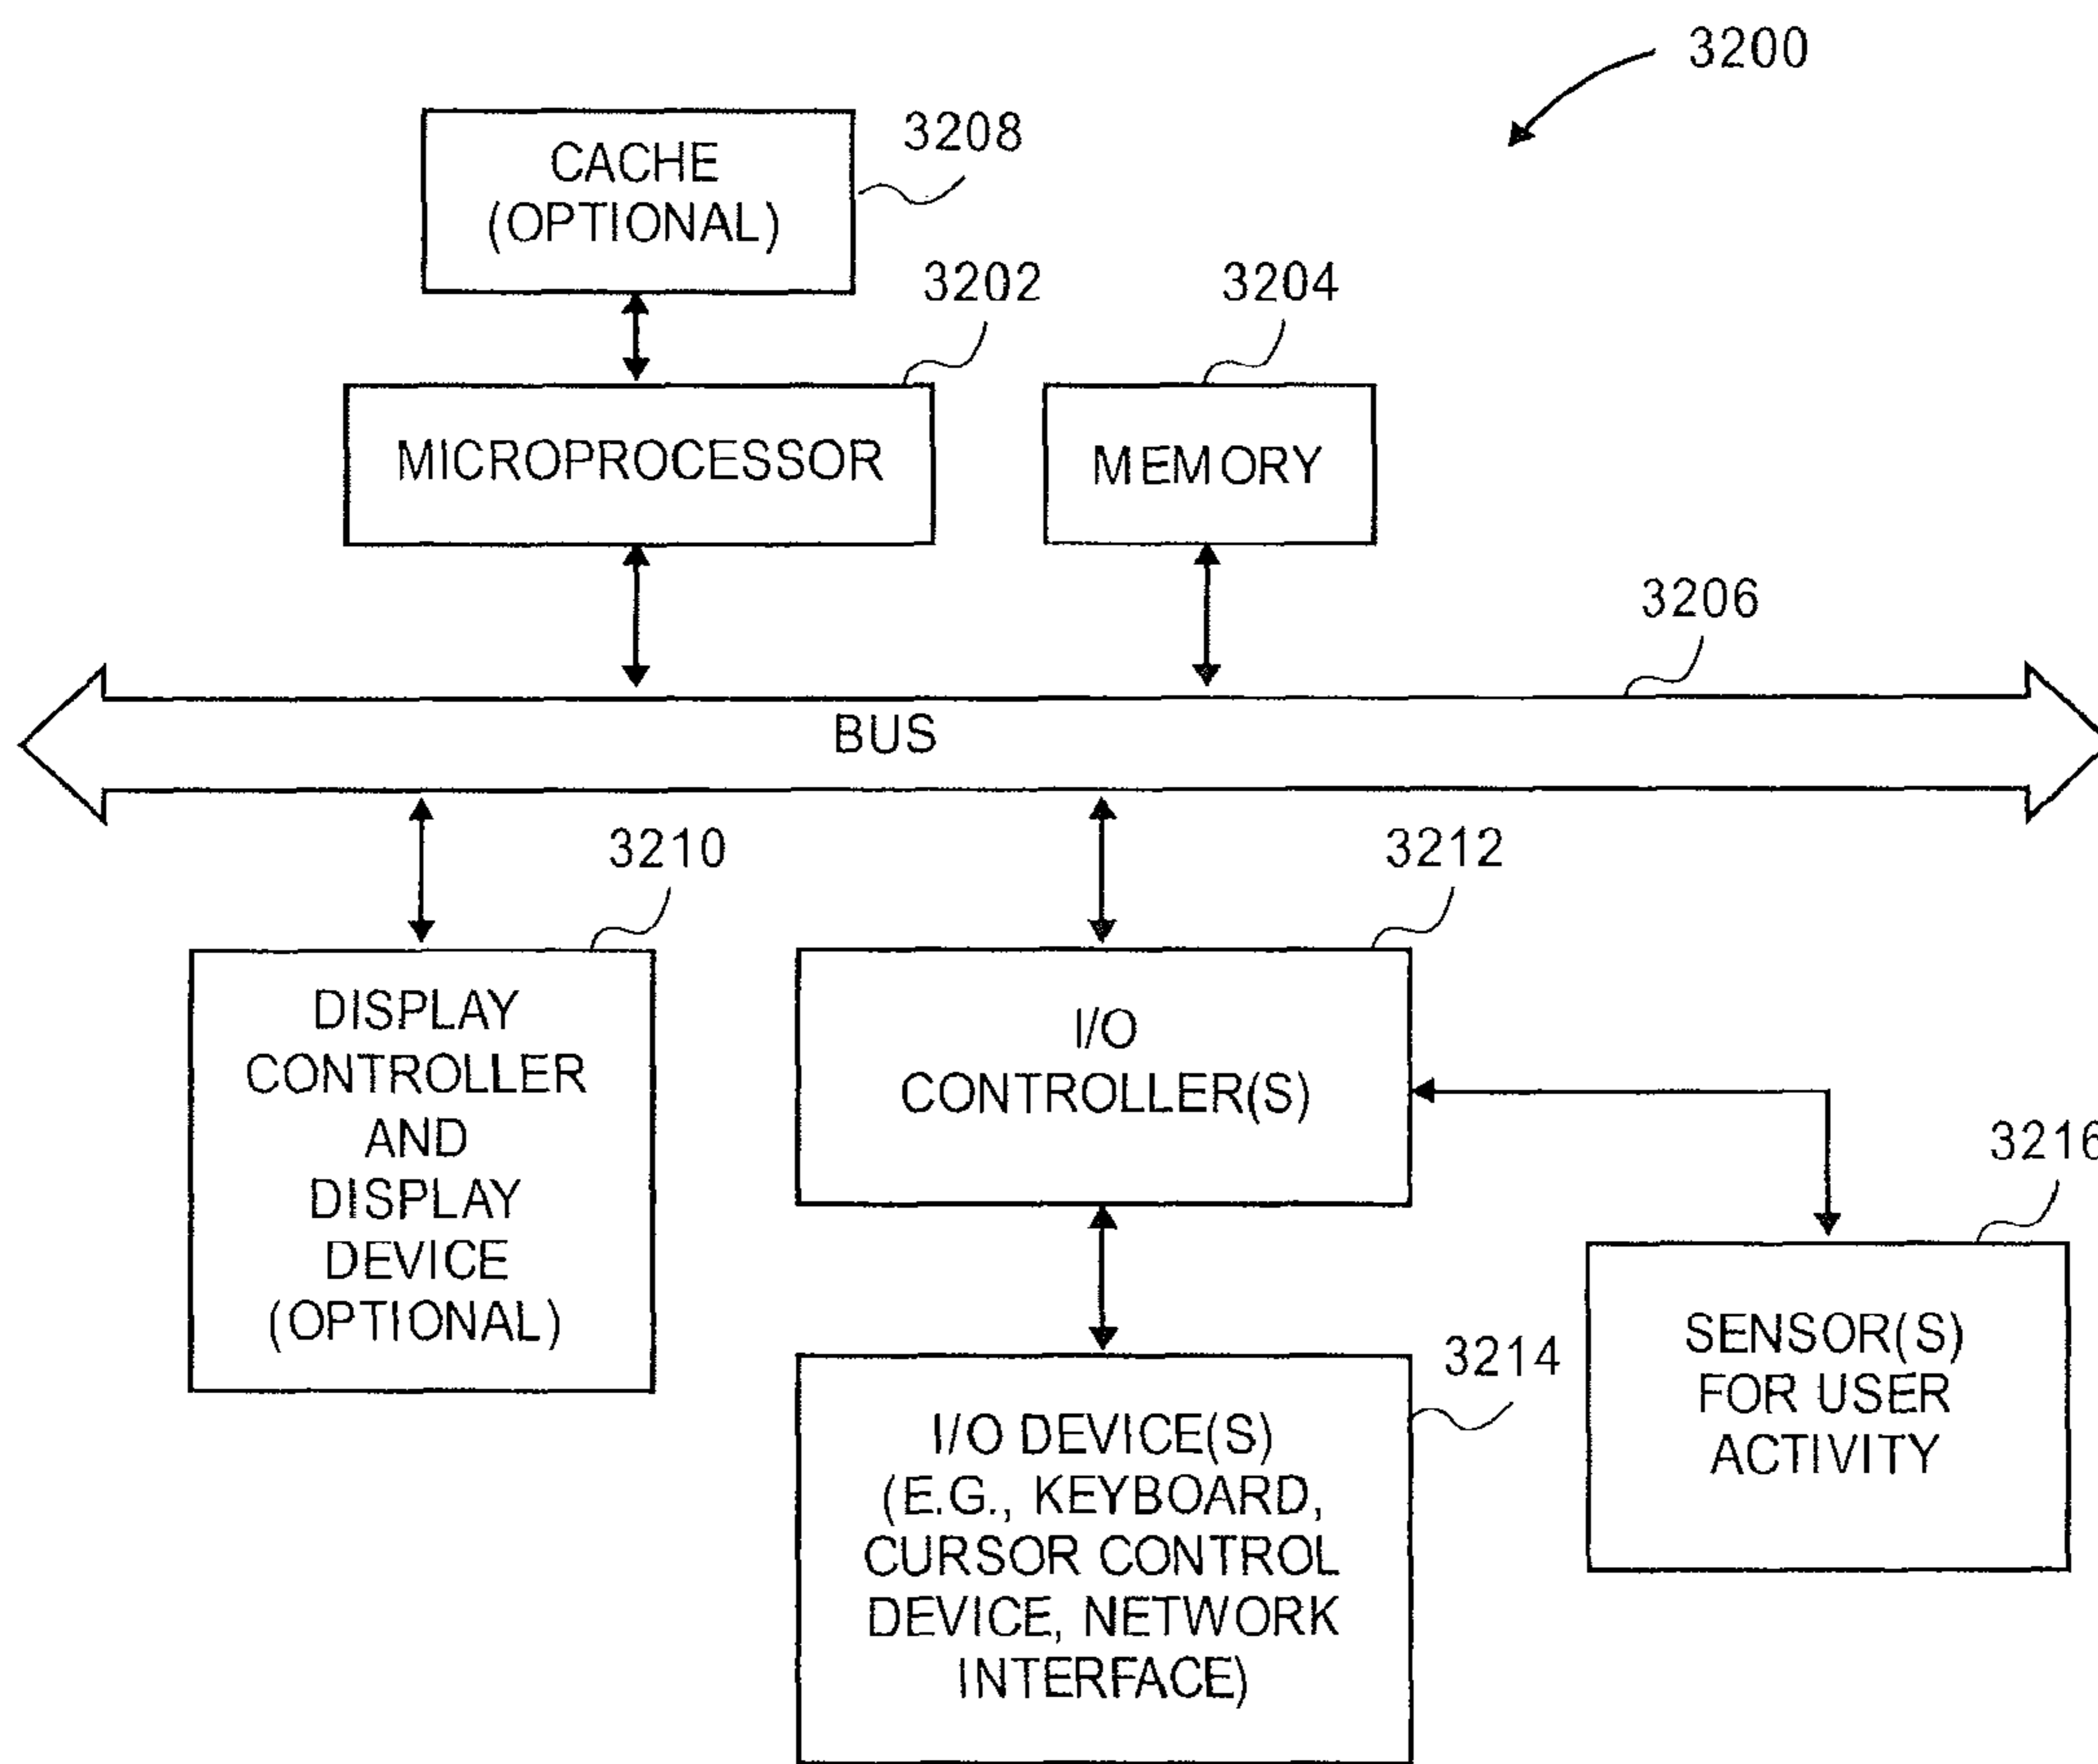 3200
CACHE
(OPTIONAL)
3208
3202
MICROPROCESSOR
3204
MEMORY
3206
BUS
3210
DISPLAY
CONTROLLER
AND
DISPLAY
DEVICE
(OPTIONAL)
3212
I/O
CONTROLLER(S)
3216
SENSOR(S)
FOR USER
ACTIVITY
3214
I/O DEVICE(S)
(E.G., KEYBOARD,
CURSOR CONTROL
DEVICE, NETWORK
INTERFACE)